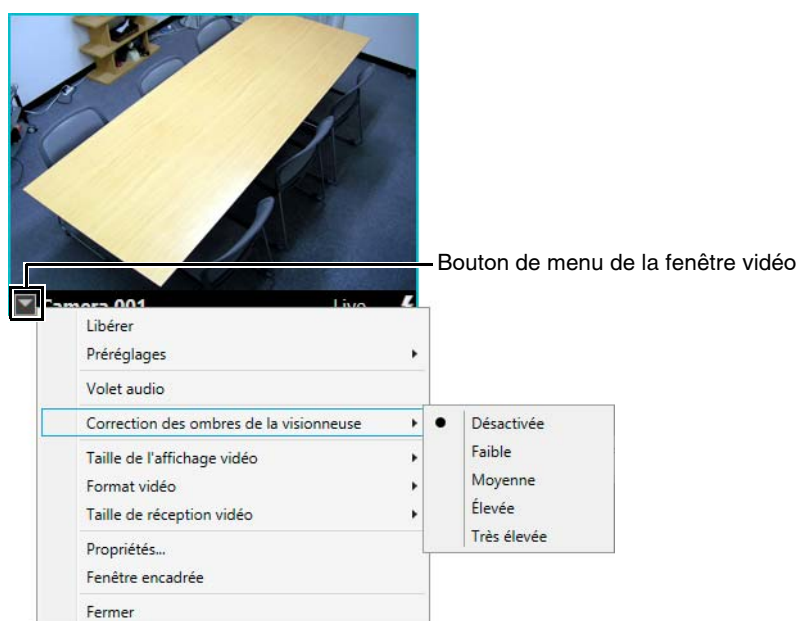 Bouton de menu de la fenêtre vidéo
Camera 001 Live
Libérer
Préréglages
Volet audio
Correction des ombres de la visionneuse
Taille de l'affichage vidéo
Format vidéo
Taille de réception vidéo
Propriétés...
Fenêtre encadrée
Fermer
Désactivée
Faible
Moyenne
Élevée
Très élevée